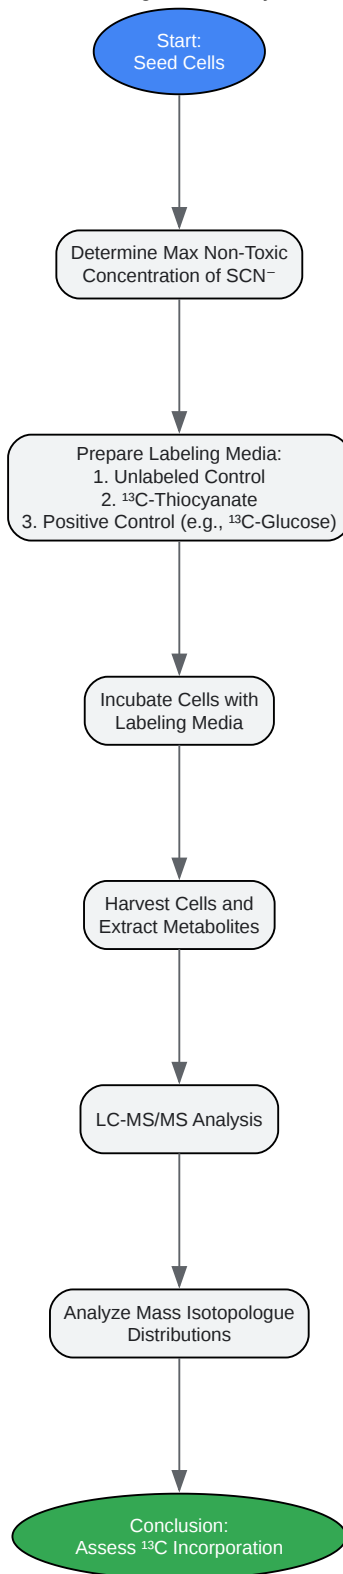 Start:
Seed Cells
Determine Max Non-Toxic
Concentration of SCN⁻
Prepare Labeling Media:
1. Unlabeled Control
2. ¹³C-Thiocyanate
3. Positive Control (e.g., ¹³C-Glucose)
Incubate Cells with
Labeling Media
Harvest Cells and
Extract Metabolites
LC-MS/MS Analysis
Analyze Mass Isotopologue
Distributions
Conclusion:
Assess ¹³C Incorporation